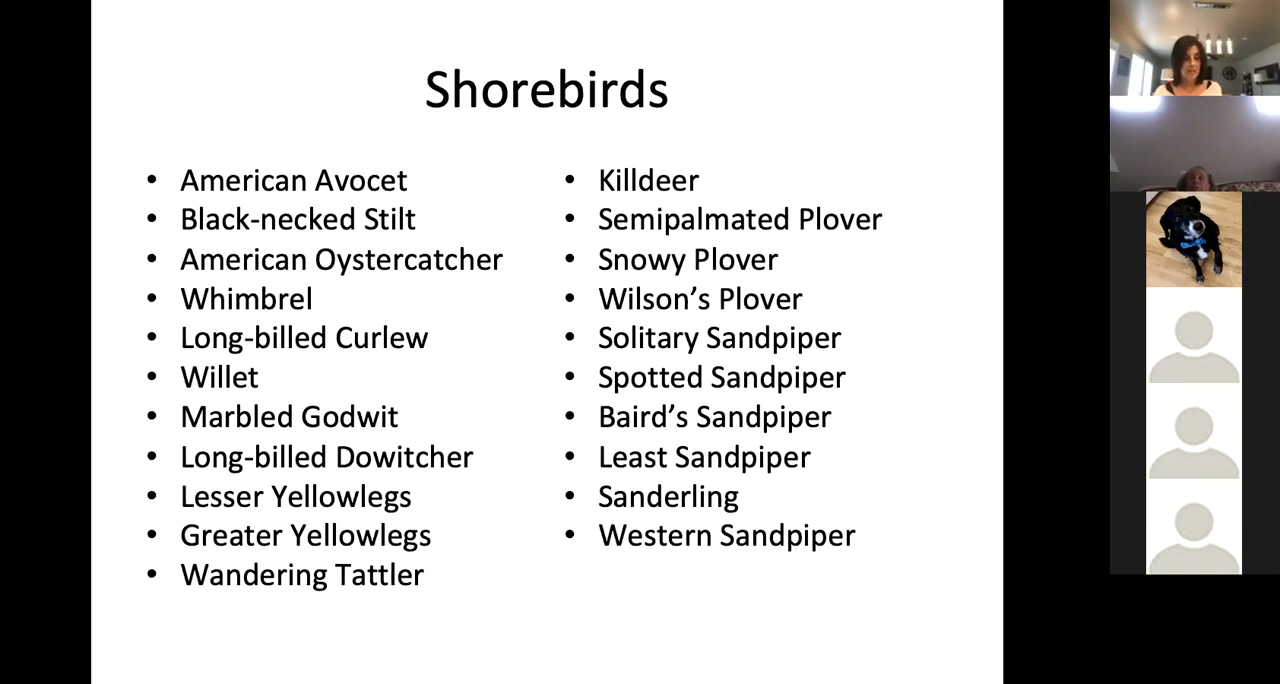 Shorebirds
• American Avocet
• Black-necked Stilt
• American Oystercatcher
• Whimbrel
• Long-billed Curlew
• Willet
• Marbled Godwit
• Long-billed Dowitcher
• Lesser Yellowlegs
• Greater Yellowlegs
• Wandering Tattler
• Killdeer
• Semipalmated Plover
• Snowy Plover
• Wilson’s Plover
• Solitary Sandpiper
• Spotted Sandpiper
• Baird’s Sandpiper
• Least Sandpiper
• Sanderling
• Western Sandpiper